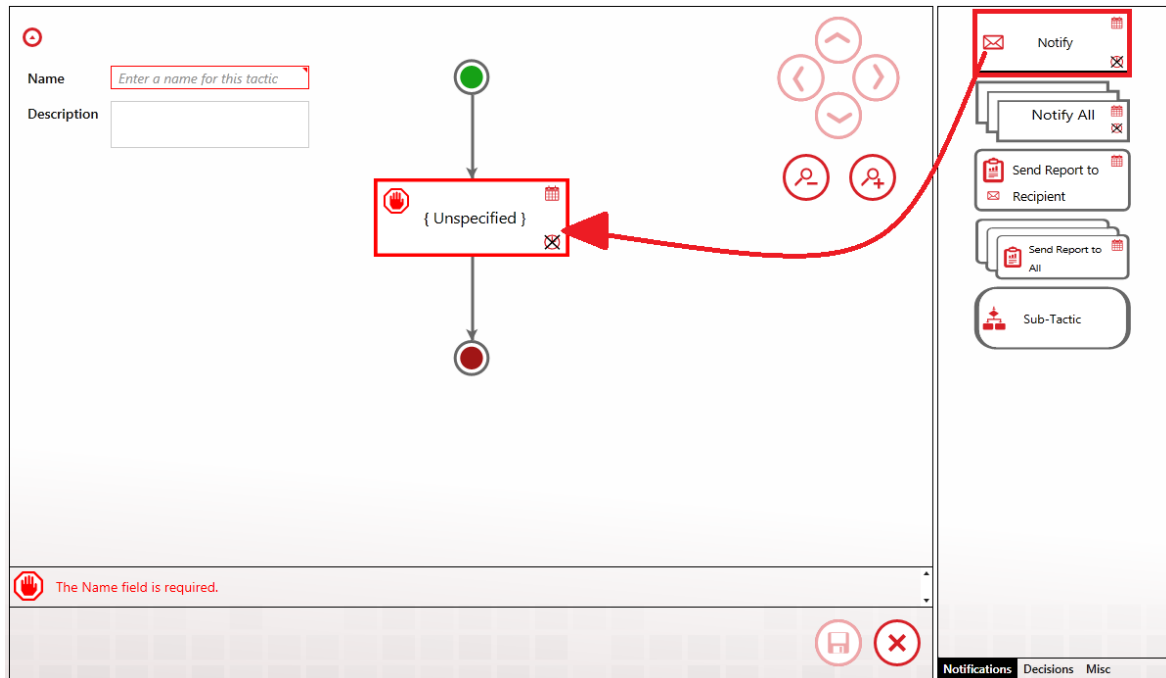 Name
Enter a name for this tactic
Description
{ Unspecified }
The Name field is required.
Notify
Notify All
Send Report to
Recipient
Send Report to
All
Sub-Tactic
Notifications Decisions Misc